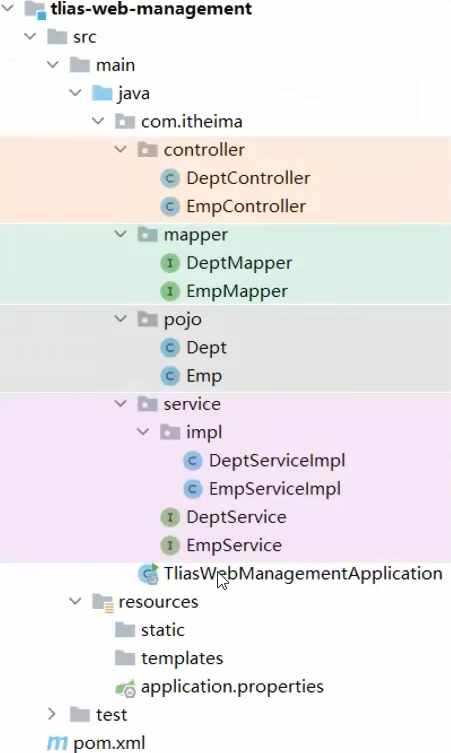 tlias-web-management
src
main
java
com.itheima
controller
C DeptController
C EmpController
mapper
I DeptMapper
I EmpMapper
pojo
C Dept
C Emp
service
impl
C DeptServiceImpl
C EmpServiceImpl
I DeptService
I EmpService
C TliasWebManagementApplication
resources
static
templates
application.properties
test
m pom.xml